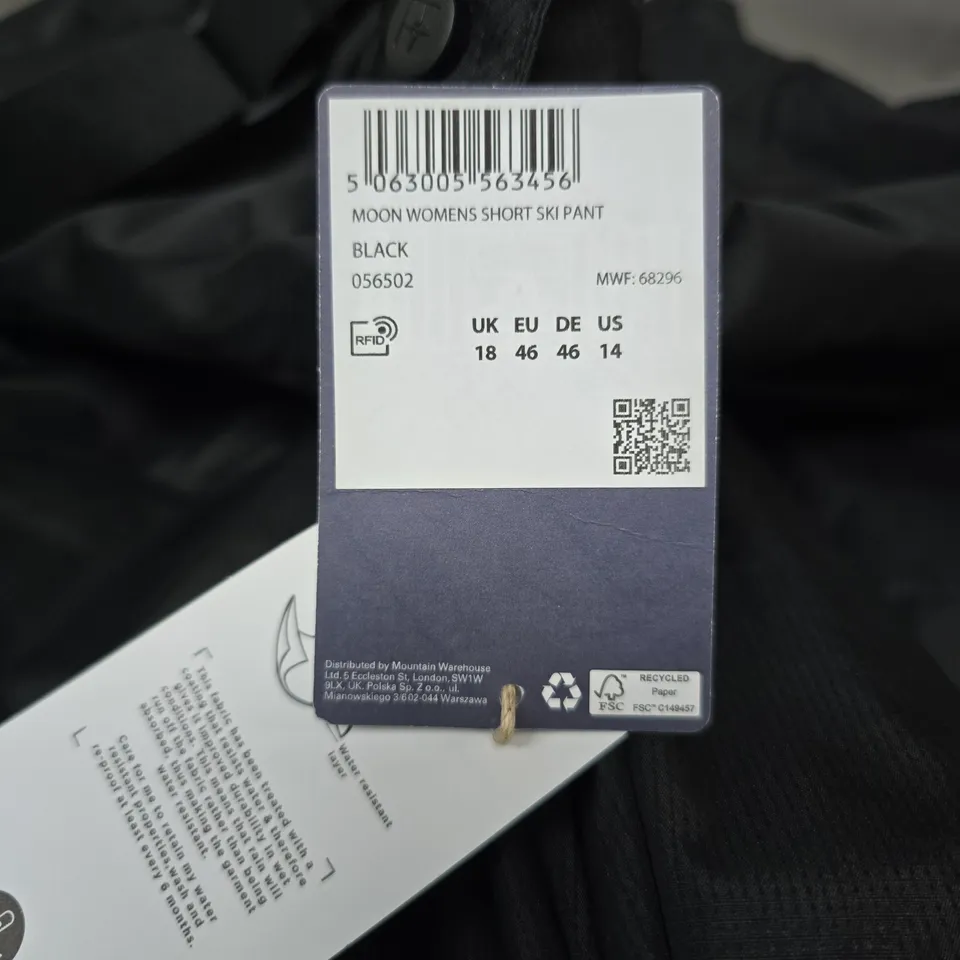 5 063005 563456
MOON WOMENS SHORT SKI PANT
BLACK
056502
MWF: 68296
RFID
UK EU DE US
18 46 46 14
Distributed by Mountain Warehouse
Ltd. 5 Eccleston St, London, SW1W
9LX, UK. Polska Sp. Z o.o., ul.
Mianowskiego 3/602-044 Warszawa
FSC™
RECYCLED
Paper
FSC™ C149457
Water resistant
layer
This fabric has been treated with a
coating that resists water & therefore
gives it improved durability in wet
conditions. This means that rain will
run off the fabric rather than being
absorbed, thus making the garment
water resistant.
Care for me to retain my water
resistant properties, wash and
re-proof at least every 6 months.